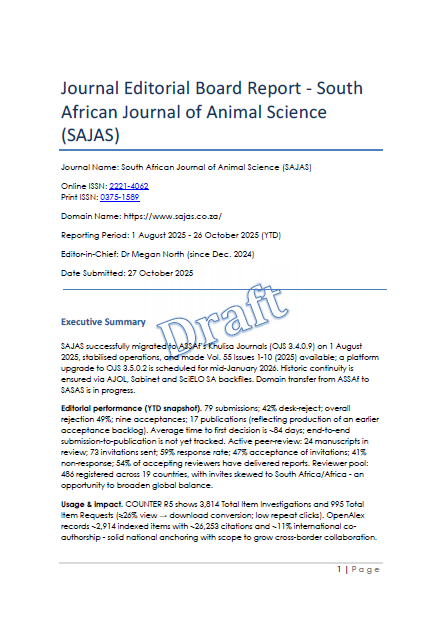 Journal Editorial Board Report - South
African Journal of Animal Science
(SAJAS)
Journal Name: South African Journal of Animal Science (SAJAS)
Online ISSN: 2221-4062
Print ISSN: 0375-1589
Domain Name: https://www.sajas.co.za/
Reporting Period: 1 August 2025 - 26 October 2025 (YTD)
Editor-in-Chief: Dr Megan North (since Dec. 2024)
Date Submitted: 27 October 2025
Draft
Executive Summary
SAJAS successfully migrated to ASSAf's Khulisa Journals (OJS 3.4.0.9) on 1 August
2025, stabilised operations, and made Vol. 55 Issues 1-10 (2025) available; a platform
upgrade to OJS 3.5.0.2 is scheduled for mid-January 2026. Historic continuity is
ensured via AJOL, Sabinet and SciELO SA backfiles. Domain transfer from ASSAf to
SASAS is in progress.
Editorial performance (YTD snapshot). 79 submissions; 42% desk-reject; overall
rejection 49%; nine acceptances; 17 publications (reflecting production of an earlier
acceptance backlog). Average time to first decision is ~84 days; end-to-end
submission-to-publication is not yet tracked. Active peer-review: 24 manuscripts in
review; 73 invitations sent; 59% response rate; 47% acceptance of invitations; 41%
non-response; 54% of accepting reviewers have delivered reports. Reviewer pool:
486 registered across 19 countries, with invites skewed to South Africa/Africa - an
opportunity to broaden global balance.
Usage & Impact. COUNTER R5 shows 3,814 Total Item Investigations and 995 Total
Item Requests (≈26% view → download conversion; low repeat clicks). OpenAlex
records ~2,914 indexed items with ~26,253 citations and ~11% international co-
authorship - solid national anchoring with scope to grow cross-border collaboration.
1 | Page